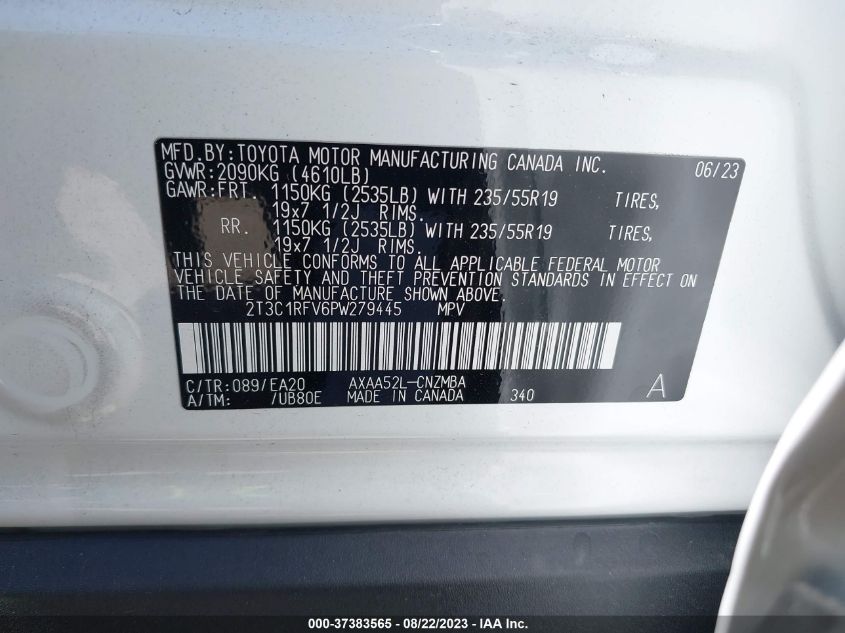 MFD.BY:TOYOTA MOTOR MANUFACTURING CANADA INC. 06/23
GVWR:2090KG (4610LB)
GAWR:FRT. 1150KG (2535LB) WITH 235/55R19 TIRES,
19x7 1/2J RIMS.
RR. 1150KG (2535LB) WITH 235/55R19 TIRES,
19x7 1/2J RIMS.
THIS VEHICLE CONFORMS TO ALL APPLICABLE FEDERAL MOTOR
VEHICLE SAFETY AND THEFT PREVENTION STANDARDS IN EFFECT ON
THE DATE OF MANUFACTURE SHOWN ABOVE.
2T3C1RFV6PW279445 MPV
C/TR:089/EA20 AXAA52L-CNZMBA A
A/TM: /UB80E MADE IN CANADA 340
000-37383565 - 08/22/2023 - IAA Inc.